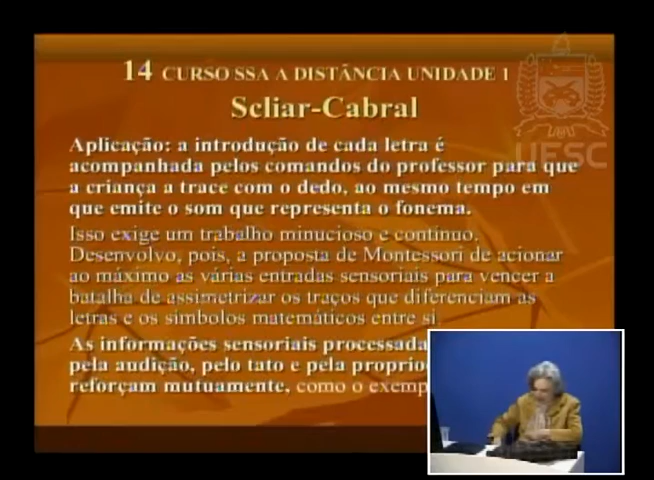 14 CURSO SSA A DISTÂNCIA UNIDADE 1
Scliar-Cabral
UFSC
Aplicação: a introdução de cada letra é
acompanhada pelos comandos do professor para que
a criança a trace com o dedo, ao mesmo tempo em
que emite o som que representa o fonema.
Isso exige um trabalho minucioso e contínuo.
Desenvolvo, pois, a proposta de Montessori de acionar
ao máximo as várias entradas sensoriais para vencer a
batalha de assimetrizar os traços que diferenciam as
letras e os símbolos matemáticos entre si
As informações sensoriais processada
pela audição, pelo tato e pela proprio
reforçam mutuamente, como o exemp